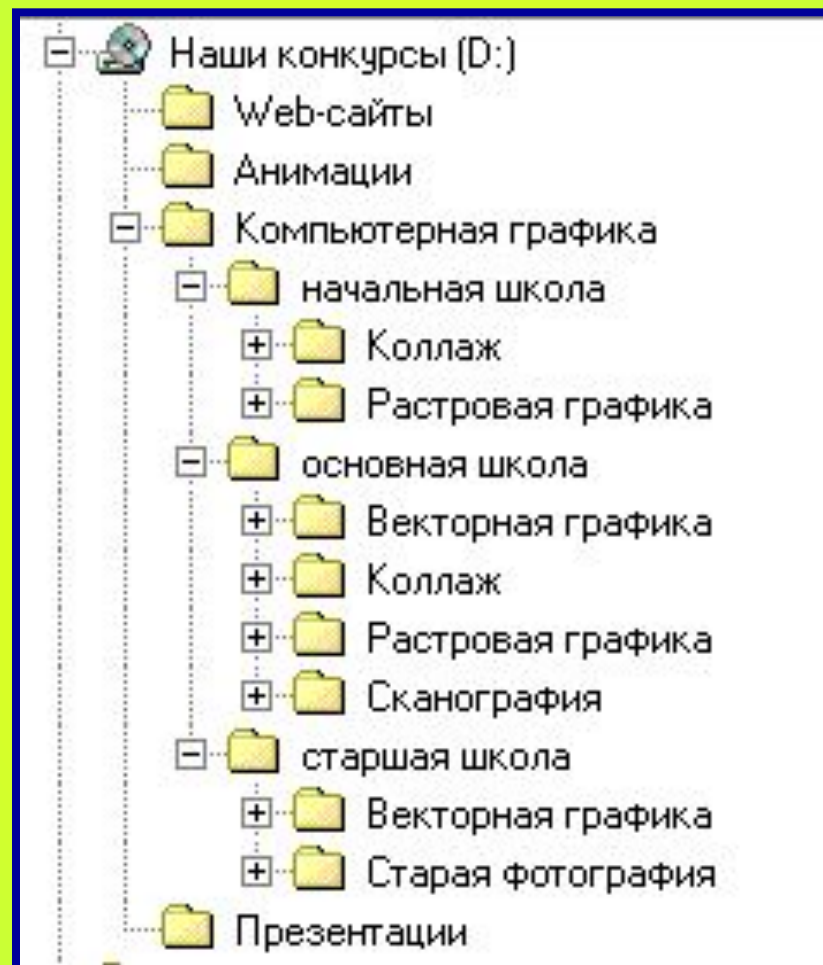 Наши конкурсы (D:)
Web-сайты
Анимации
Компьютерная графика
начальная школа
Коллаж
Растровая графика
основная школа
Векторная графика
Коллаж
Растровая графика
Сканография
старшая школа
Векторная графика
Старая фотография
Презентации